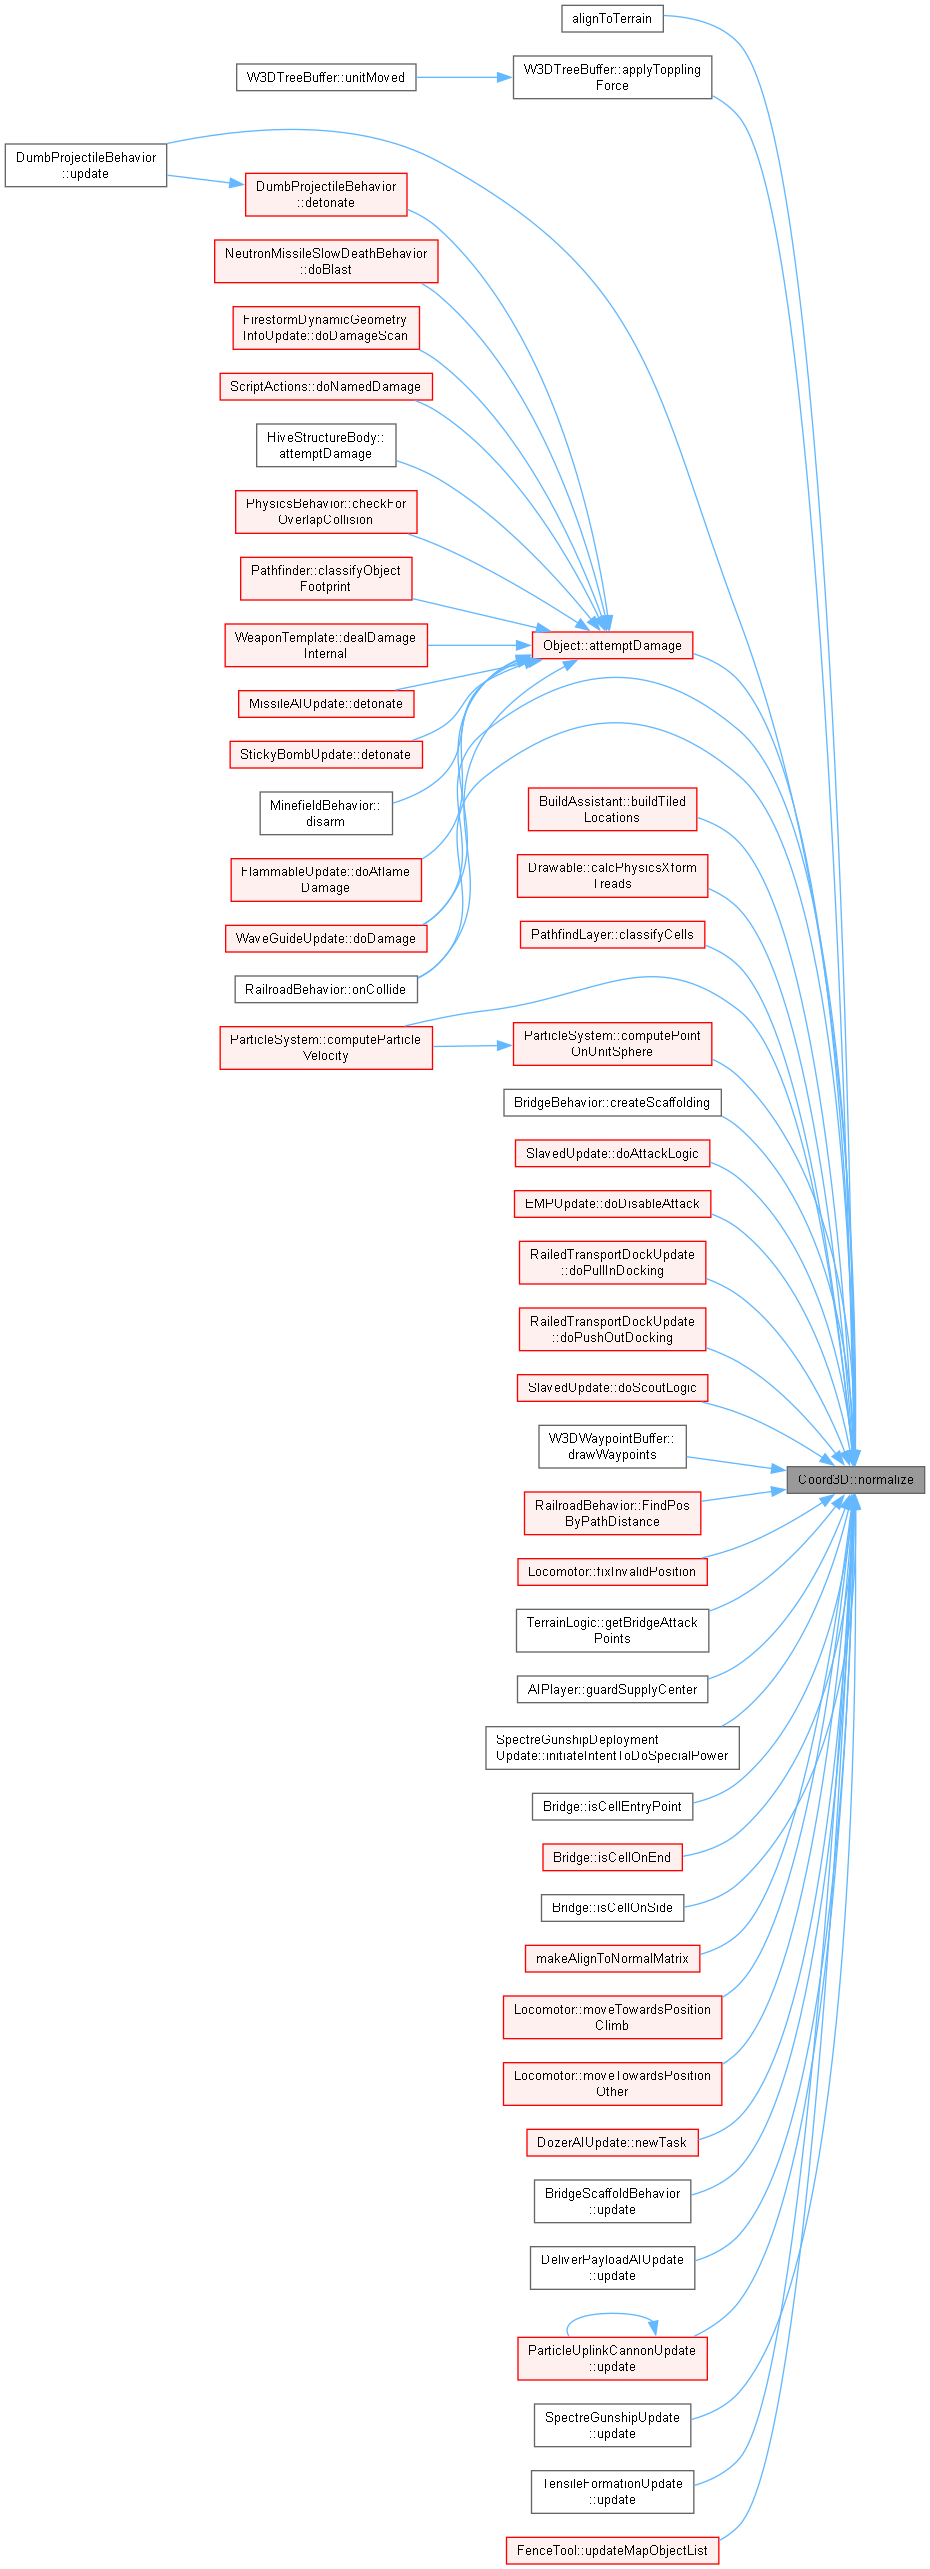 alignToTerrain
W3DTreeBuffer::applyToppling
Force
W3DTreeBuffer::unitMoved
DumbProjectileBehavior
::update
DumbProjectileBehavior
::detonate
NeutronMissileSlowDeathBehavior
::doBlast
FirestormDynamicGeometry
InfoUpdate::doDamageScan
ScriptActions::doNamedDamage
HiveStructureBody::
attemptDamage
PhysicsBehavior::checkFor
OverlapCollision
Pathfinder::classifyObject
Footprint
WeaponTemplate::dealDamage
Internal
Object::attemptDamage
MissileAIUpdate::detonate
StickyBombUpdate::detonate
MinefieldBehavior::
disarm
BuildAssistant::buildTiled
Locations
FlammableUpdate::doAflame
Damage
Drawable::calcPhysicsXform
Treads
WaveGuideUpdate::doDamage
PathfindLayer::classifyCells
RailroadBehavior::onCollide
ParticleSystem::computeParticle
Velocity
ParticleSystem::computePoint
OnUnitSphere
BridgeBehavior::createScaffolding
SlavedUpdate::doAttackLogic
EMPUpdate::doDisableAttack
RailedTransportDockUpdate
::doPullInDocking
RailedTransportDockUpdate
::doPushOutDocking
SlavedUpdate::doScoutLogic
W3DWaypointBuffer::
drawWaypoints
Coord3D::normalize
RailroadBehavior::FindPos
ByPathDistance
Locomotor::fixInvalidPosition
TerrainLogic::getBridgeAttack
Points
AIPlayer::guardSupplyCenter
SpectreGunshipDeployment
Update::initiateIntentToDoSpecialPower
Bridge::isCellEntryPoint
Bridge::isCellOnEnd
Bridge::isCellOnSide
makeAlignToNormalMatrix
Locomotor::moveTowardsPosition
Climb
Locomotor::moveTowardsPosition
Other
DozerAIUpdate::newTask
BridgeScaffoldBehavior
::update
DeliverPayloadAIUpdate
::update
ParticleUplinkCannonUpdate
::update
SpectreGunshipUpdate
::update
TensileFormationUpdate
::update
FenceTool::updateMapObjectList